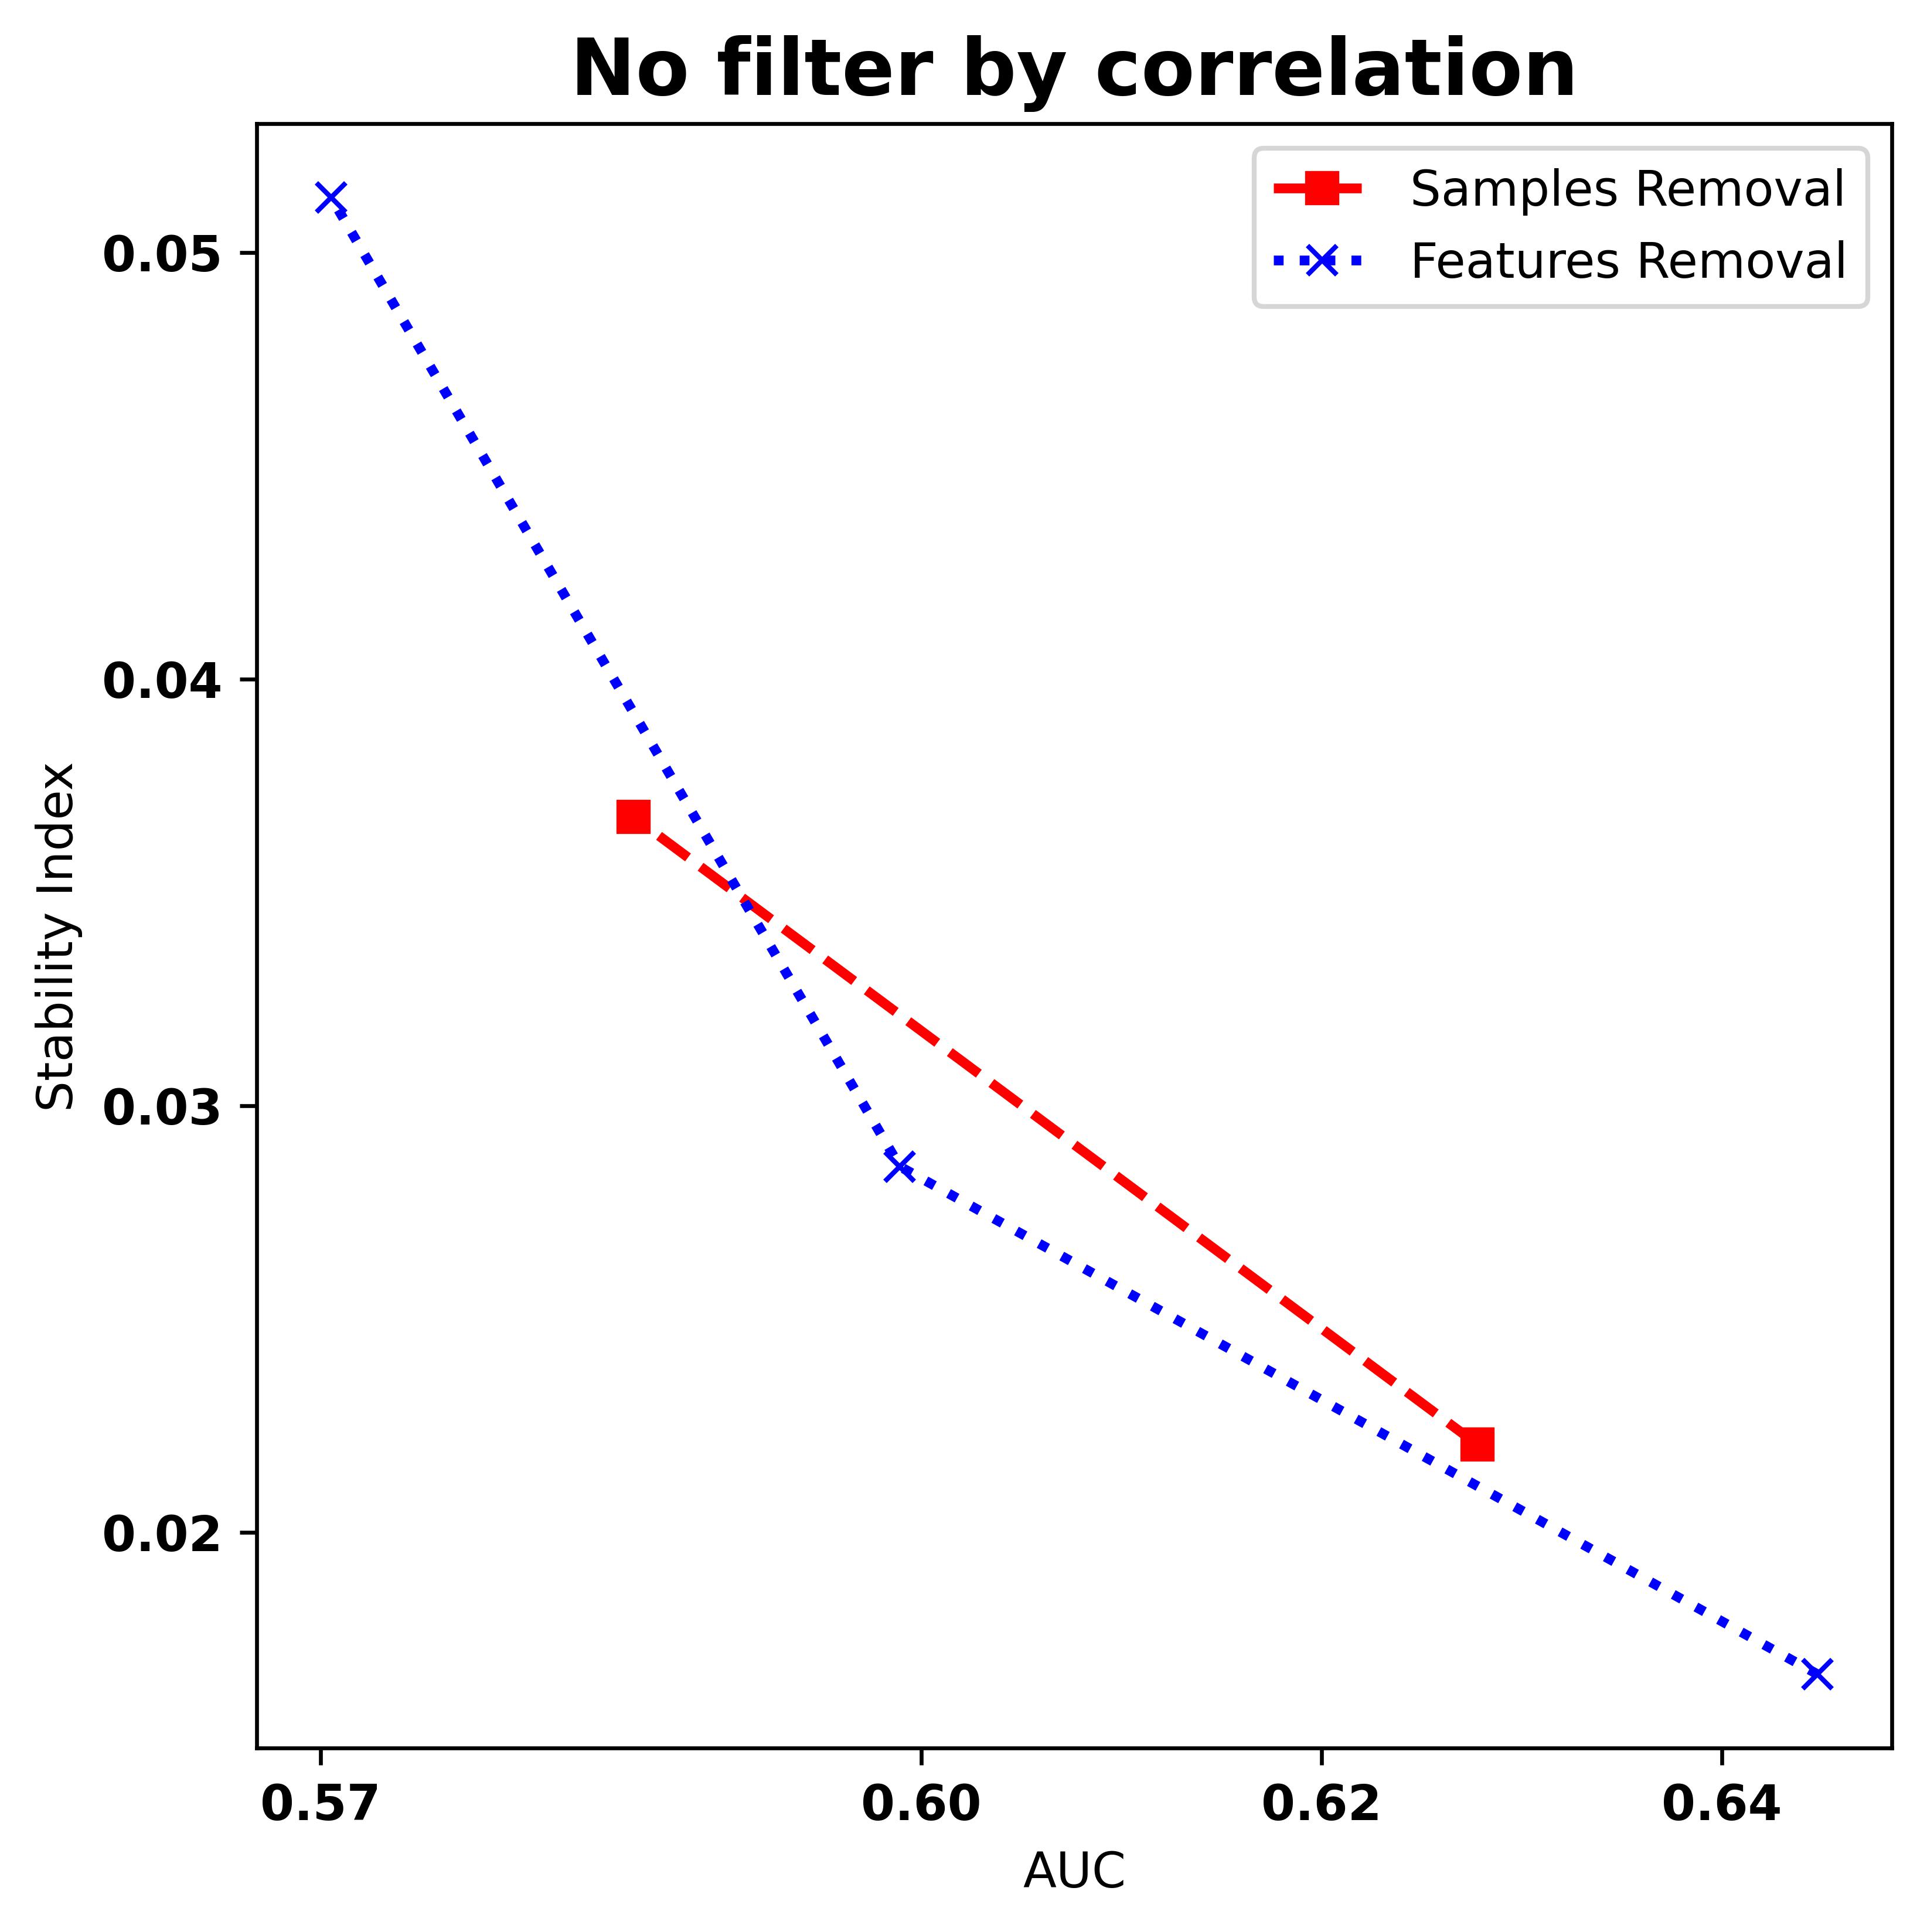 No filter by correlation
Samples Removal
Features Removal
0.05
0.04
0.03
0.02
Stability Index
0.57
0.60
0.62
0.64
AUC